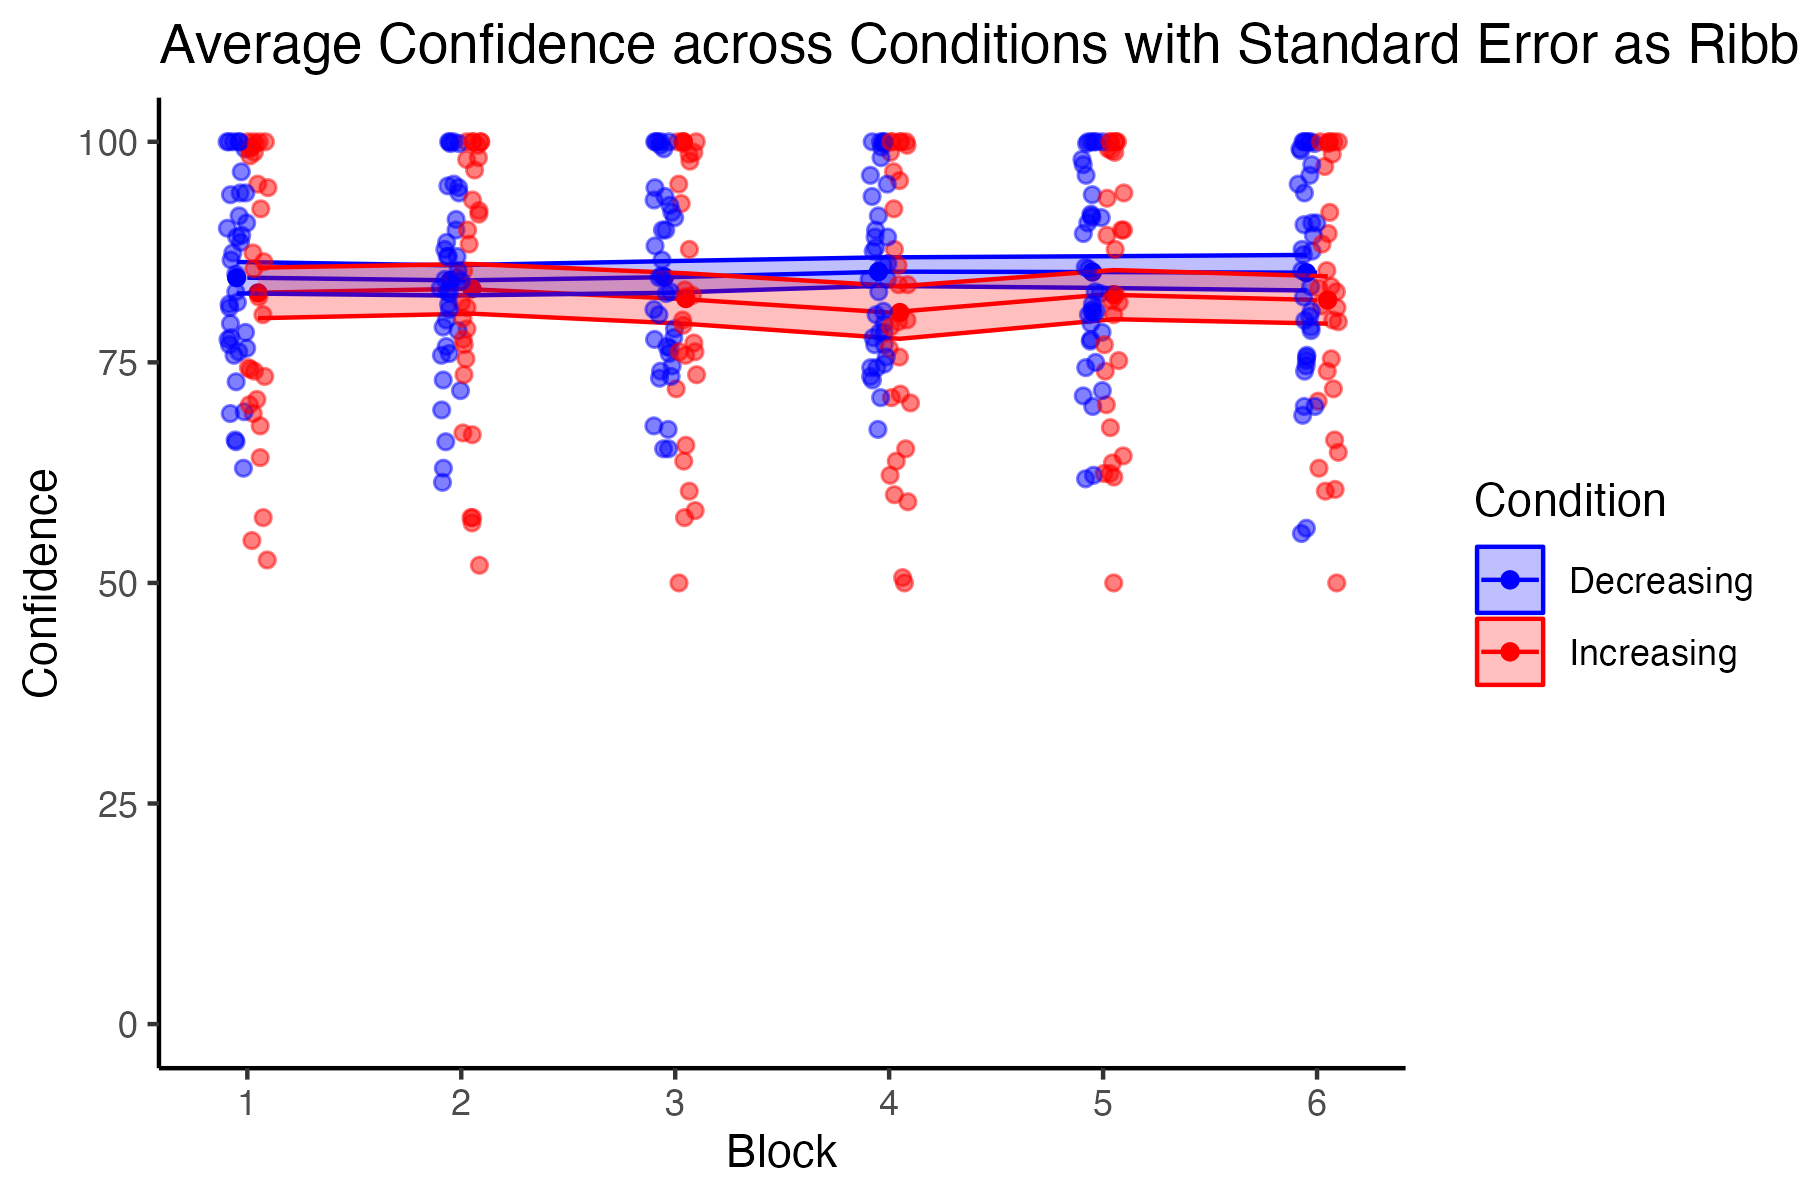 Average Confidence across Conditions with Standard Error as Ribb
100
75
50
25
0
Confidence
1 2 3 4 5 6
Block
Condition
Decreasing
Increasing